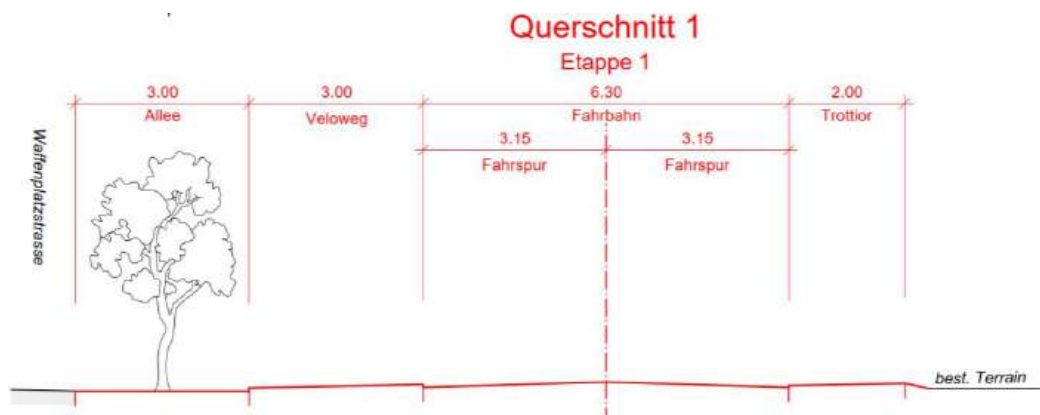 Querschnitt 1
Etappe 1
3.00
3.00
6.30
2.00
Allee
Veloweg
Fahrbahn
Trottior
3.15
3.15
Fahrspur
Fahrspur
Waffenplatzstrasse
best. Terrain